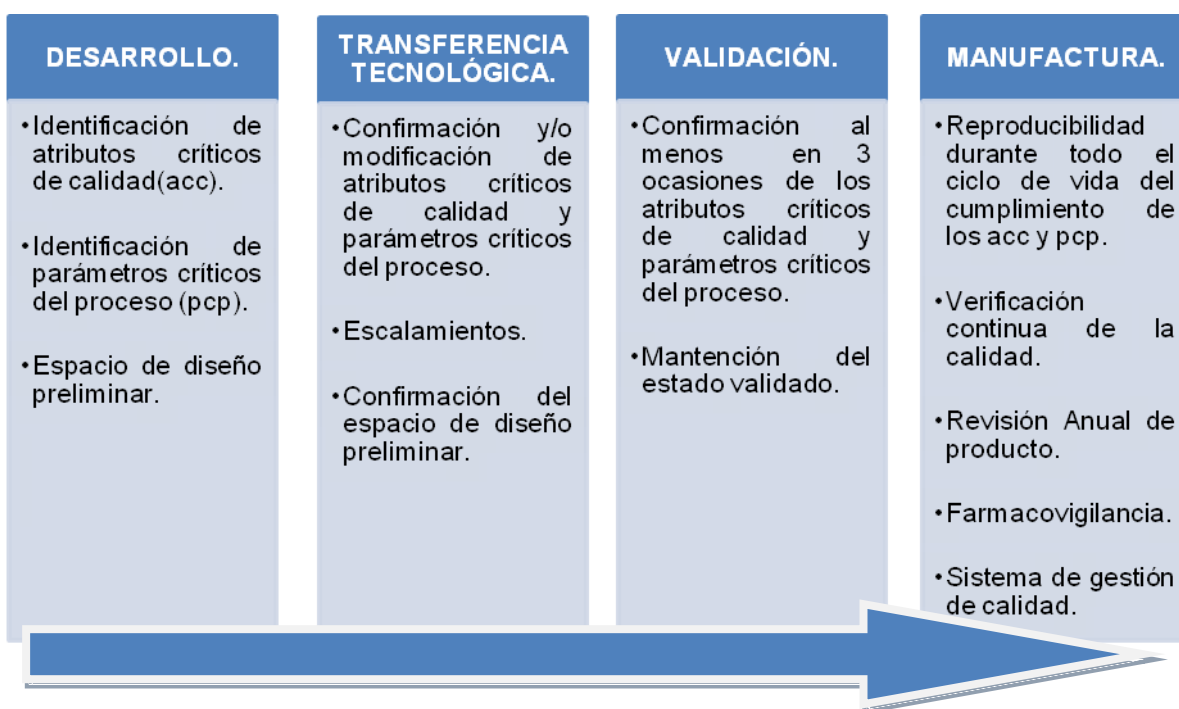 DESARROLLO.
•Identificación de
atributos críticos
de calidad(acc).
•Identificación de
parámetros críticos
del proceso (pcp).
•Espacio de diseño
preliminar.
TRANSFERENCIA
TECNOLÓGICA.
•Confirmación y/o
modificación de
atributos críticos
de calidad y
parámetros críticos
del proceso.
•Escalamientos.
•Confirmación del
espacio de diseño
preliminar.
VALIDACIÓN.
•Confirmación al
menos en 3
ocasiones de los
atributos críticos
de calidad y
parámetros críticos
del proceso.
•Mantención del
estado validado.
MANUFACTURA.
•Reproducibilidad
durante todo el
ciclo de vida del
cumplimiento de
los acc y pcp.
•Verificación
continua de la
calidad.
•Revisión Anual de
producto.
•Farmacovigilancia.
•Sistema de gestión
de calidad.